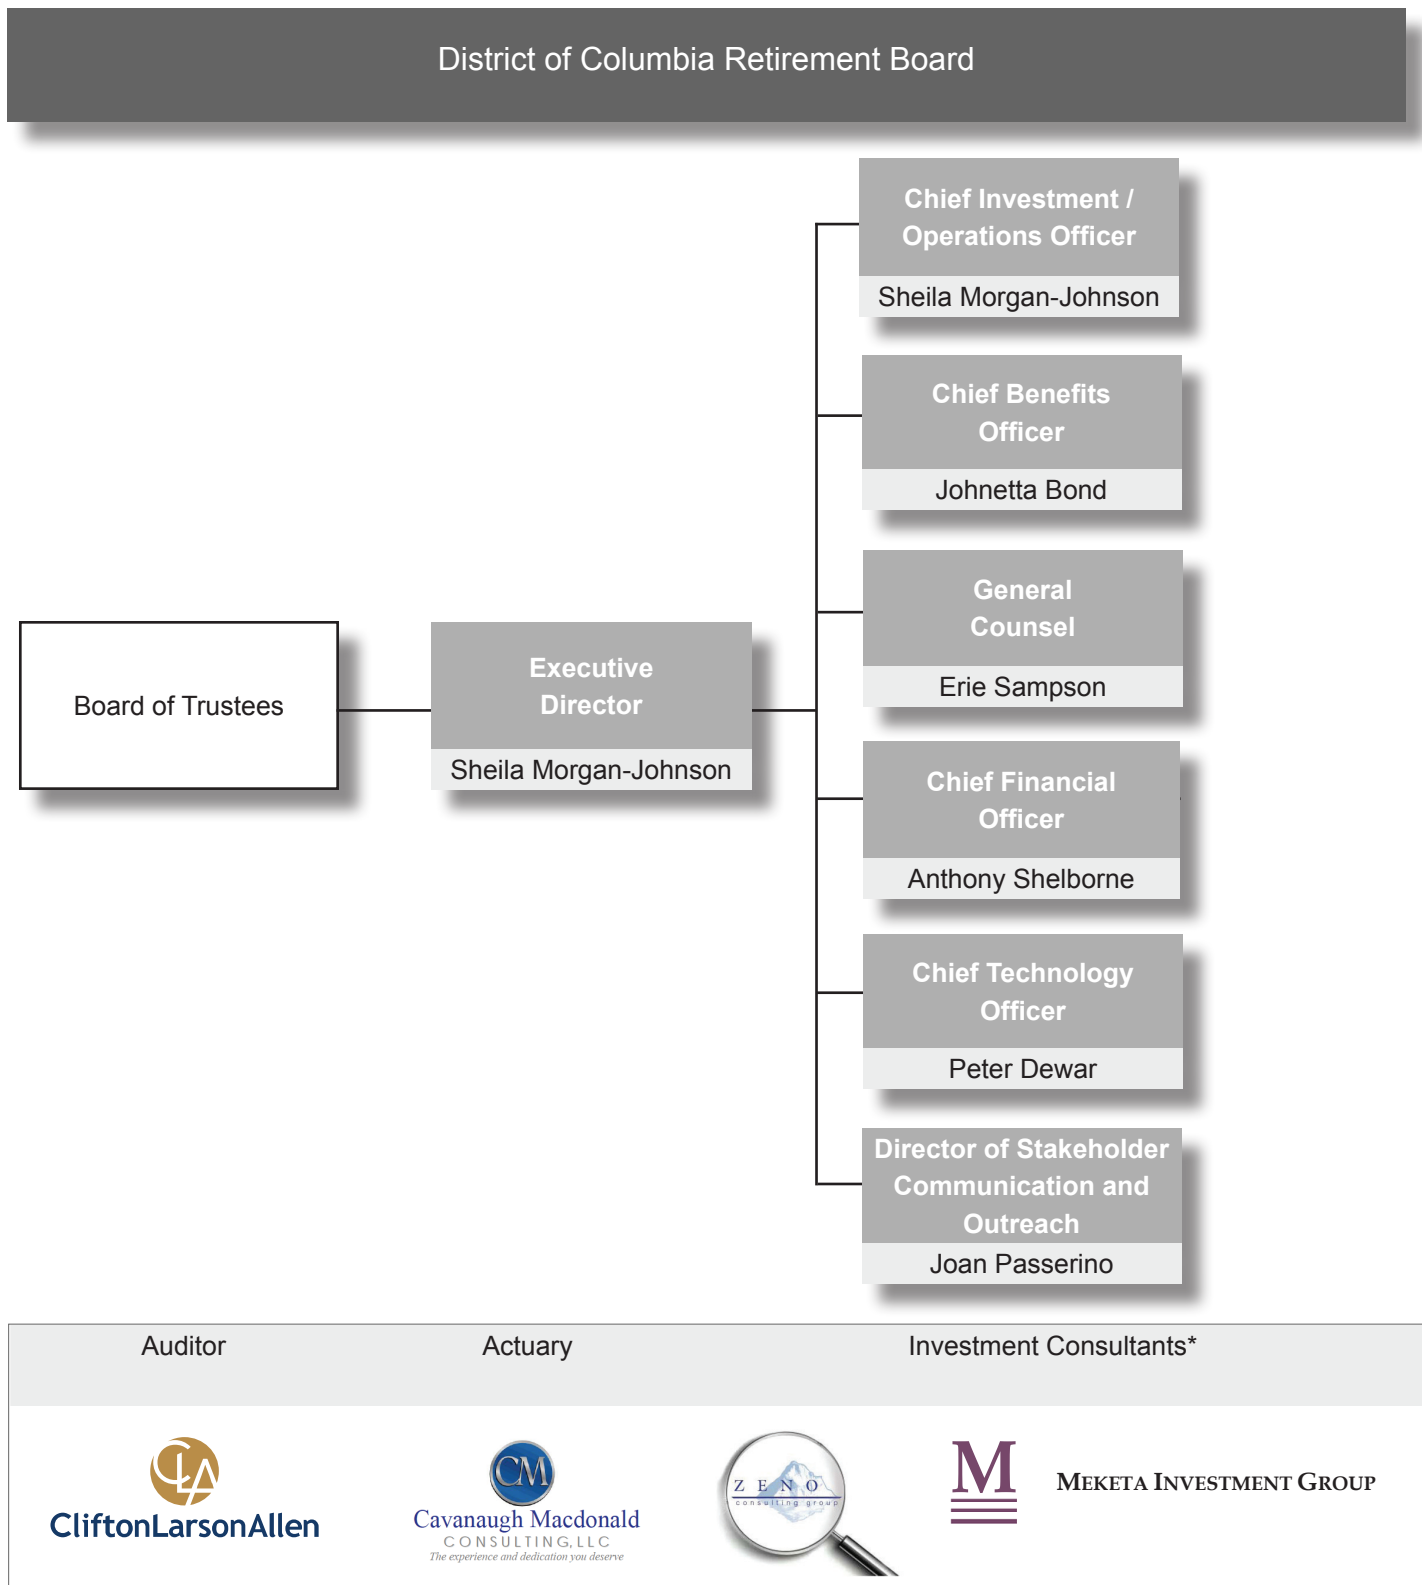 District of Columbia Retirement Board
Chief Investment /
Operations Officer
Sheila Morgan-Johnson
Chief Benefits
Officer
Johnetta Bond
General
Counsel
Erie Sampson
Board of Trustees
Executive
Director
Sheila Morgan-Johnson
Chief Financial
Officer
Anthony Shelborne
Chief Technology
Officer
Peter Dewar
Director of Stakeholder
Communication and
Outreach
Joan Passerino
Auditor
Actuary
Investment Consultants*
CLA
CliftonLarsonAllen
CM
Cavanaugh Macdonald
CONSULTING, LLC
The experience and dedication you deserve
ZENO
consulting group
M
MEKETA INVESTMENT GROUP